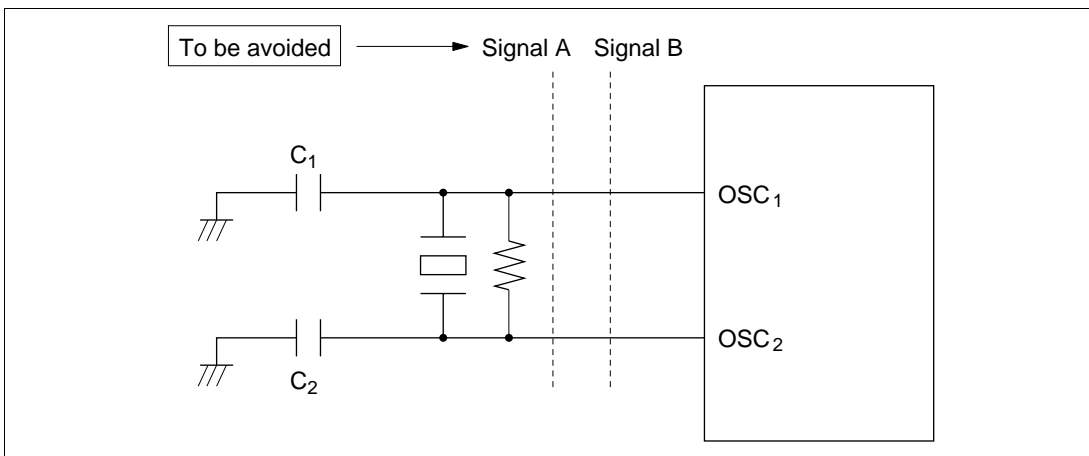 To be avoided
Signal A Signal B
C1
OSC1
OSC2
C2